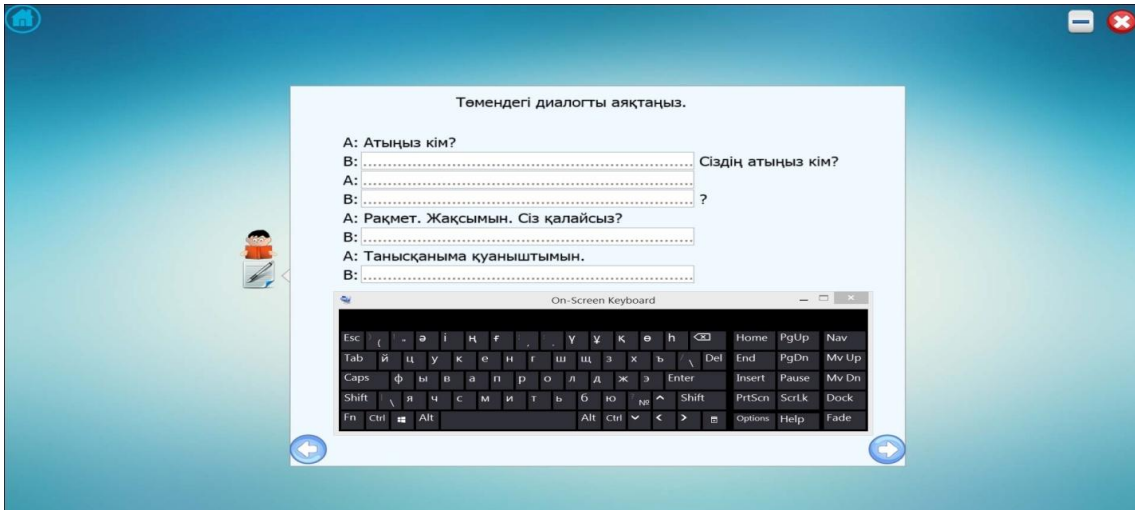 Төмендегі диалогты аяқтаңыз.
А: Атыңыз кім?
В: ........................................................... Сіздің атыңыз кім?
А: ...........................................................
В: ........................................................... ?
А: Рақмет. Жақсымын. Сіз қалайсыз?
В: ...........................................................
А: Танысқаныма қуаныштымын.
В: ...........................................................
On-Screen Keyboard
Esc ( " ә і ң ғ , . ү ұ қ ө һ Home PgUp Nav
Tab й ц у к е н г ш щ з х ъ \ Del End PgDn Mv Up
Caps ф ы в а п р о л д ж э Enter Insert Pause Mv Dn
Shift \ я ч с м и т ь б ю № Shift PrtScn ScrLk Dock
Fn Ctrl Alt Alt Ctrl < > Options Help Fade